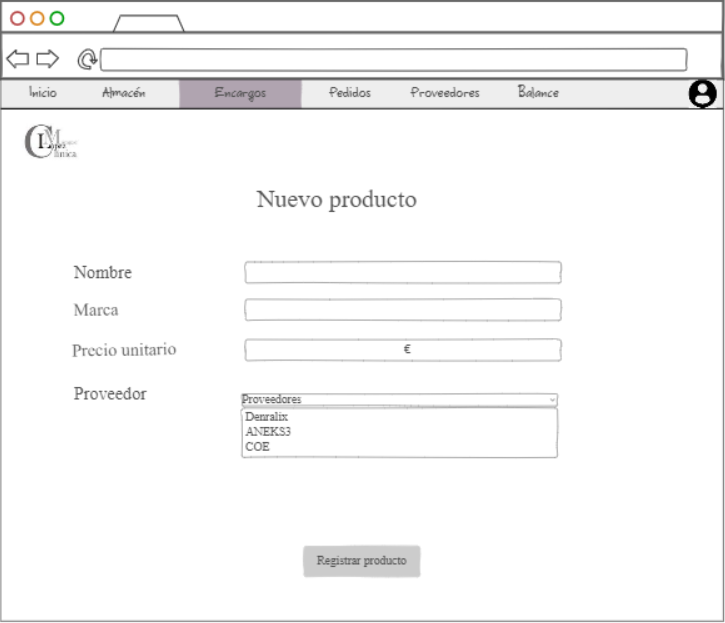 Inicio Almacén Encargos Pedidos Proveedores Balance
Nuevo producto
Nombre
Marca
Precio unitario €
Proveedor
Proveedores
Denralix
ANEKS3
COE
Registrar producto